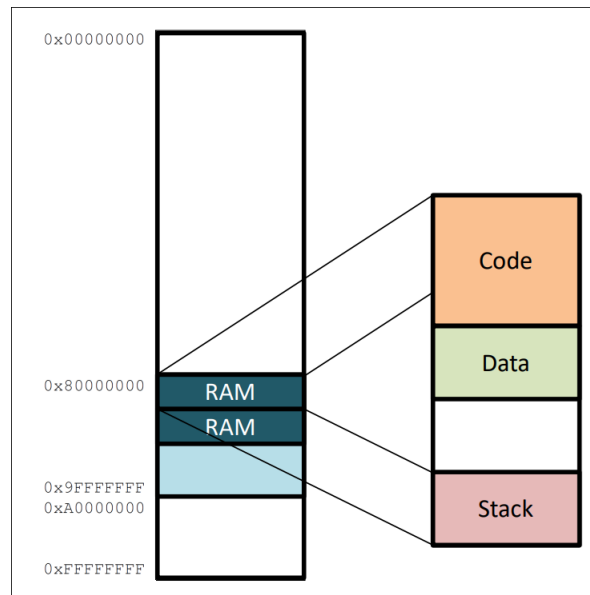 0x00000000
Code
Data
0x80000000
RAM
RAM
0x9FFFFFFF
0xA0000000
Stack
0xFFFFFFFF